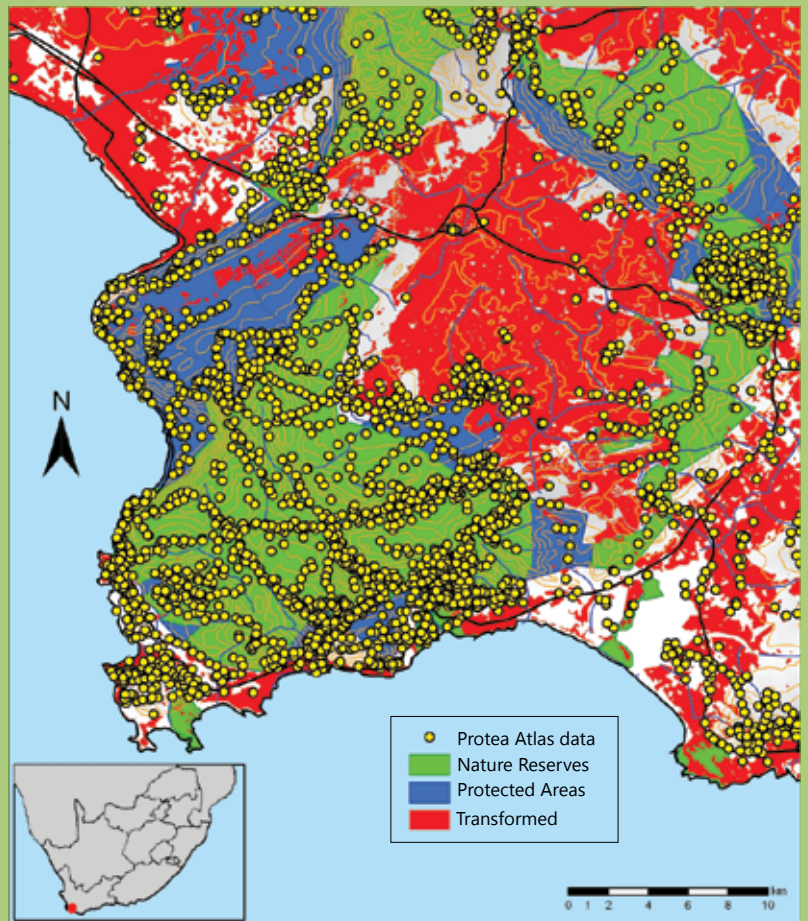 N
Protea Atlas data
Nature Reserves
Protected Areas
Transformed
km
0 1 2 4 6 8 10